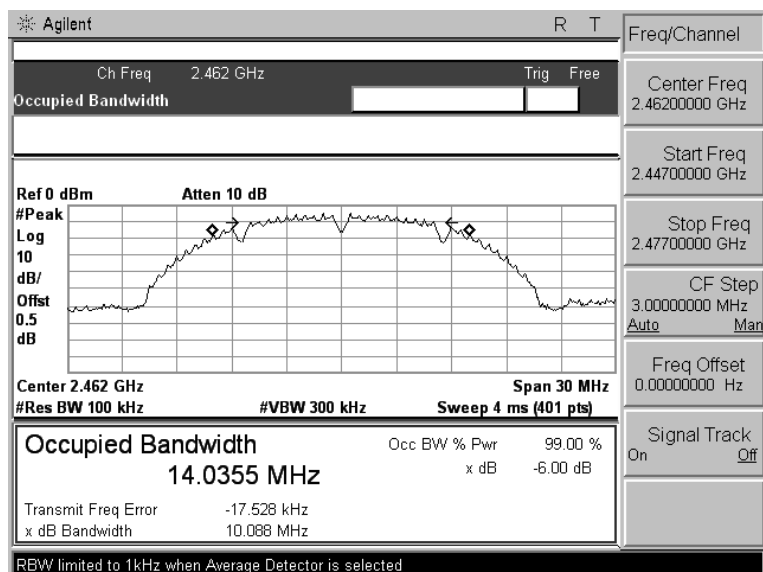 Agilent R T
Ch Freq 2.462 GHz Trig Free
Occupied Bandwidth
Ref 0 dBm Atten 10 dB
#Peak
Log
10
dB/
Offst
0.5
dB
Center 2.462 GHz Span 30 MHz
#Res BW 100 kHz #VBW 300 kHz Sweep 4 ms (401 pts)
Occupied Bandwidth Occ BW % Pwr 99.00 %
14.0355 MHz x dB -6.00 dB
Transmit Freq Error -17.528 kHz
x dB Bandwidth 10.088 MHz
RBW limited to 1kHz when Average Detector is selected
Freq/Channel
Center Freq
2.46200000 GHz
Start Freq
2.44700000 GHz
Stop Freq
2.47700000 GHz
CF Step
3.00000000 MHz
Auto Man
Freq Offset
0.00000000 Hz
Signal Track
On Off